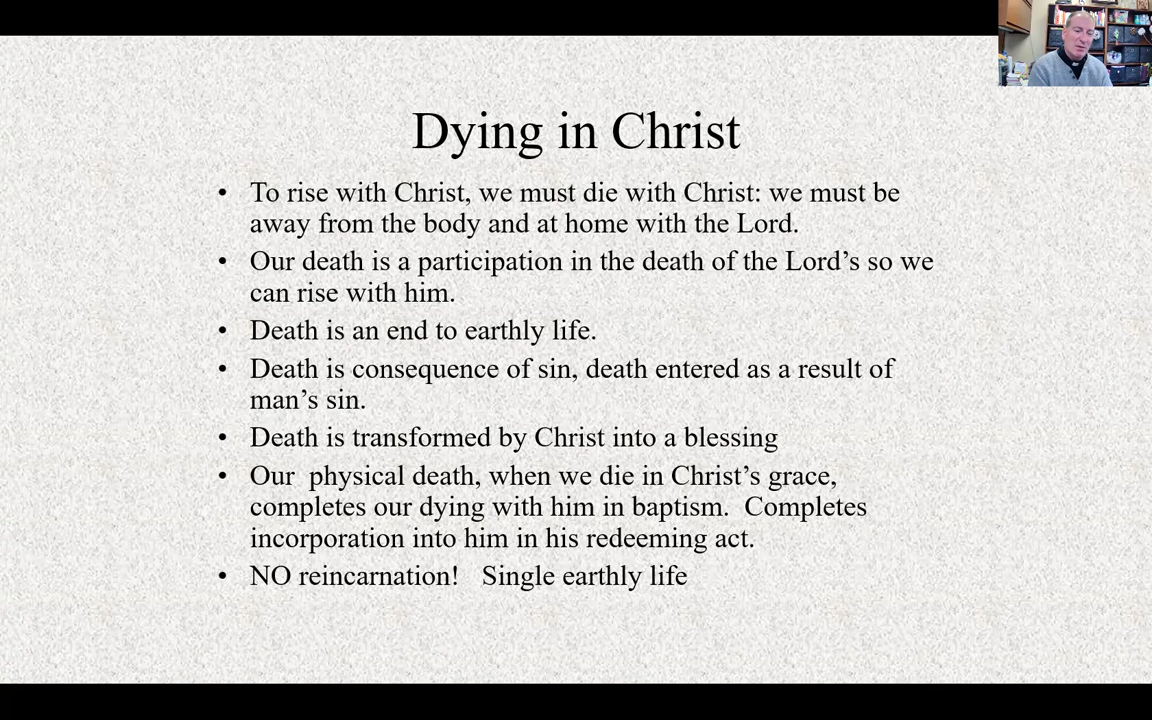 Dying in Christ
• To rise with Christ, we must die with Christ: we must be
away from the body and at home with the Lord.
• Our death is a participation in the death of the Lord’s so we
can rise with him.
• Death is an end to earthly life.
• Death is consequence of sin, death entered as a result of
man’s sin.
• Death is transformed by Christ into a blessing
• Our  physical death, when we die in Christ’s grace,
completes our dying with him in baptism.  Completes
incorporation into him in his redeeming act.
• NO reincarnation!   Single earthly life